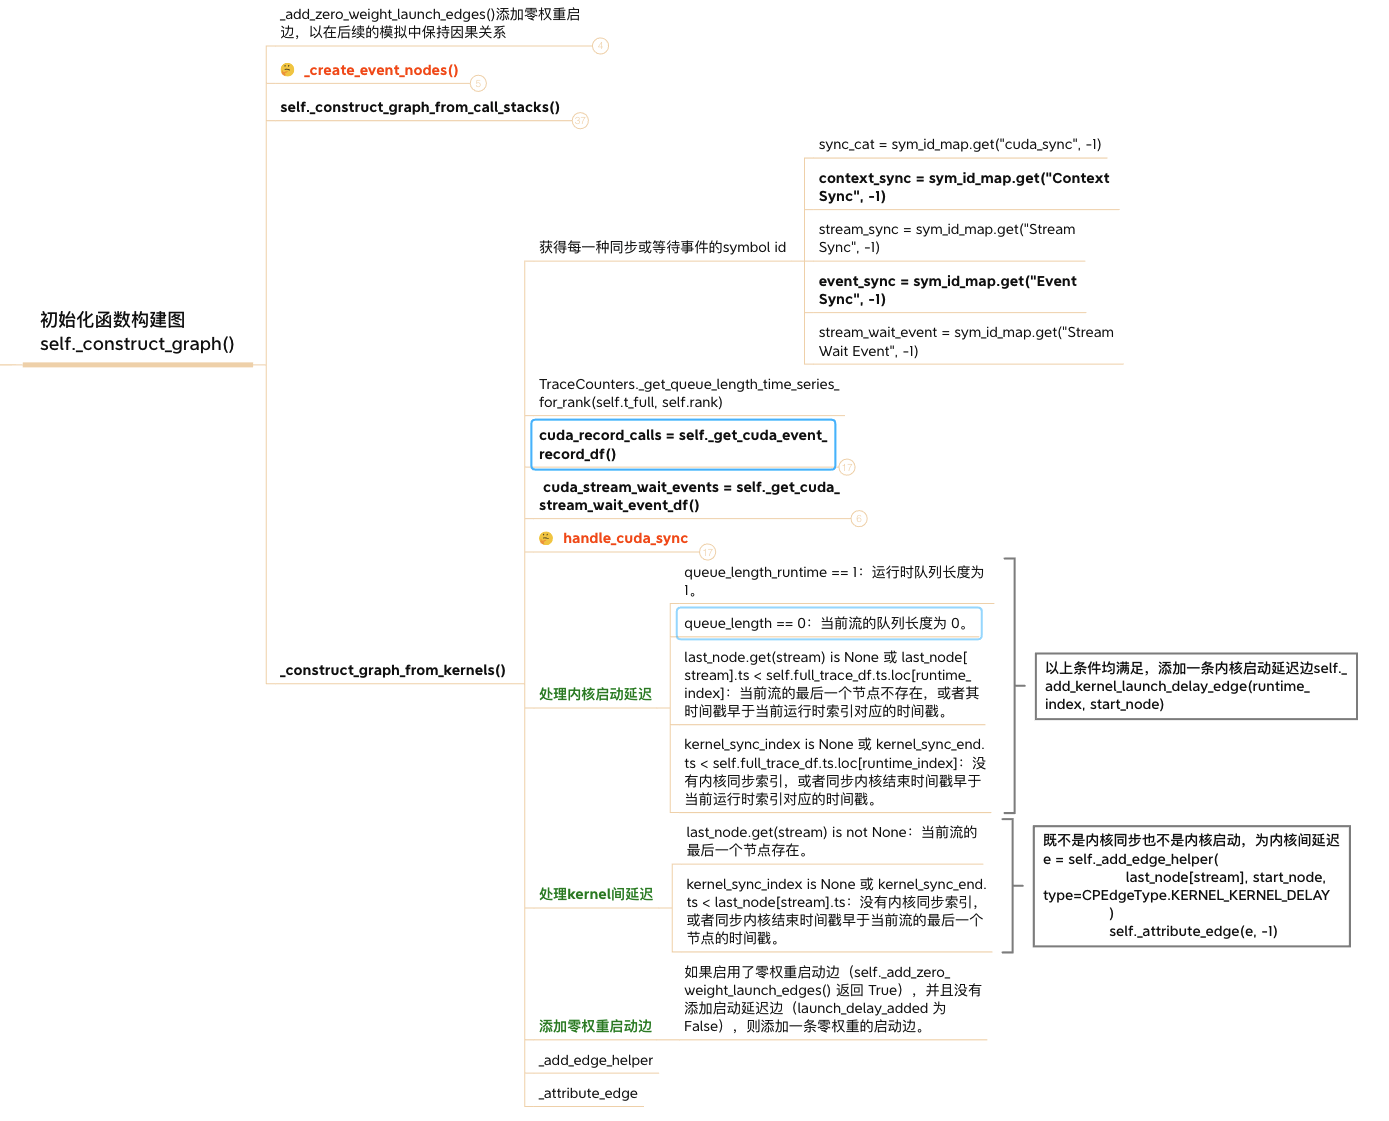 _add_zero_weight_launch_edges()添加零权重启
边，以在后续的模拟中保持因果关系
4
_create_event_nodes()
5
self._construct_graph_from_call_stacks()
37
初始化函数构建图
self._construct_graph()
_construct_graph_from_kernels()
获得每一种同步或等待事件的symbol id
sync_cat = sym_id_map.get("cuda_sync", -1)
context_sync = sym_id_map.get("Context
Sync", -1)
stream_sync = sym_id_map.get("Stream
Sync", -1)
event_sync = sym_id_map.get("Event
Sync", -1)
stream_wait_event = sym_id_map.get("Stream
Wait Event", -1)
TraceCounters._get_queue_length_time_series_
for_rank(self.t_full, self.rank)
cuda_record_calls = self._get_cuda_event_
record_df()
17
cuda_stream_wait_events = self._get_cuda_
stream_wait_event_df()
6
handle_cuda_sync
17
处理内核启动延迟
queue_length_runtime == 1：运行时队列长度为
1。
queue_length == 0：当前流的队列长度为 0。
last_node.get(stream) is None 或 last_node[
stream].ts < self.full_trace_df.ts.loc[runtime_
index]：当前流的最后一个节点不存在，或者其
时间戳早于当前运行时索引对应的时间戳。
kernel_sync_index is None 或 kernel_sync_end.
ts < self.full_trace_df.ts.loc[runtime_index]：没
有内核同步索引，或者同步内核结束时间戳早于
当前运行时索引对应的时间戳。
以上条件均满足，添加一条内核启动延迟边self._
add_kernel_launch_delay_edge(runtime_
index, start_node)
处理kernel间延迟
last_node.get(stream) is not None：当前流的
最后一个节点存在。
kernel_sync_index is None 或 kernel_sync_end.
ts < last_node[stream].ts：没有内核同步索引，
或者同步内核结束时间戳早于当前流的最后一个
节点的时间戳。
既不是内核同步也不是内核启动，为内核间延迟
e = self._add_edge_helper(
last_node[stream], start_node,
type=CPEdgeType.KERNEL_KERNEL_DELAY
)
self._attribute_edge(e, -1)
添加零权重启动边
如果启用了零权重启动边（self._add_zero_
weight_launch_edges() 返回 True），并且没有
添加启动延迟边（launch_delay_added 为
False），则添加一条零权重的启动边。
_add_edge_helper
_attribute_edge